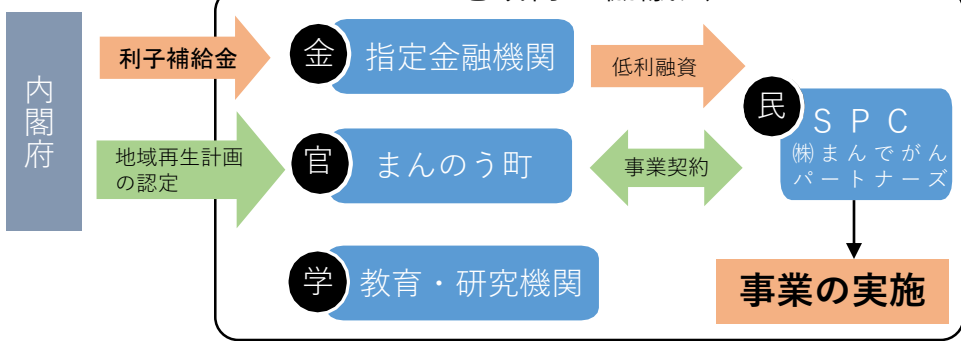 内閣府
利子補給金
金
指定金融機関
低利融資
民
SPC
㈱まんでがん
パートナーズ
地域再生計画
の認定
官
まんのう町
事業契約
学
教育・研究機関
事業の実施